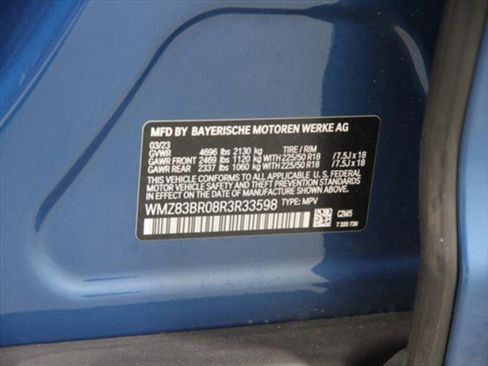 MFD BY BAYERISCHE MOTOREN WERKE AG
03/23
GVWR 4696 lbs 2130 kg TIRE / RIM
GAWR FRONT 2469 lbs 1120 kg WITH 225/50 R18 /7.5J x 18
GAWR REAR 2337 lbs 1060 kg WITH 225/50 R18 /7.5J x 18
THIS VEHICLE CONFORMS TO ALL APPLICABLE U.S. FEDERAL
MOTOR VEHICLE SAFETY, BUMPER, AND THEFT PREVENTION
STANDARDS IN EFFECT ON THE DATE OF MANUFACTURE SHOWN
ABOVE.
WMZ83BR08R3R33598 TYPE: MPV